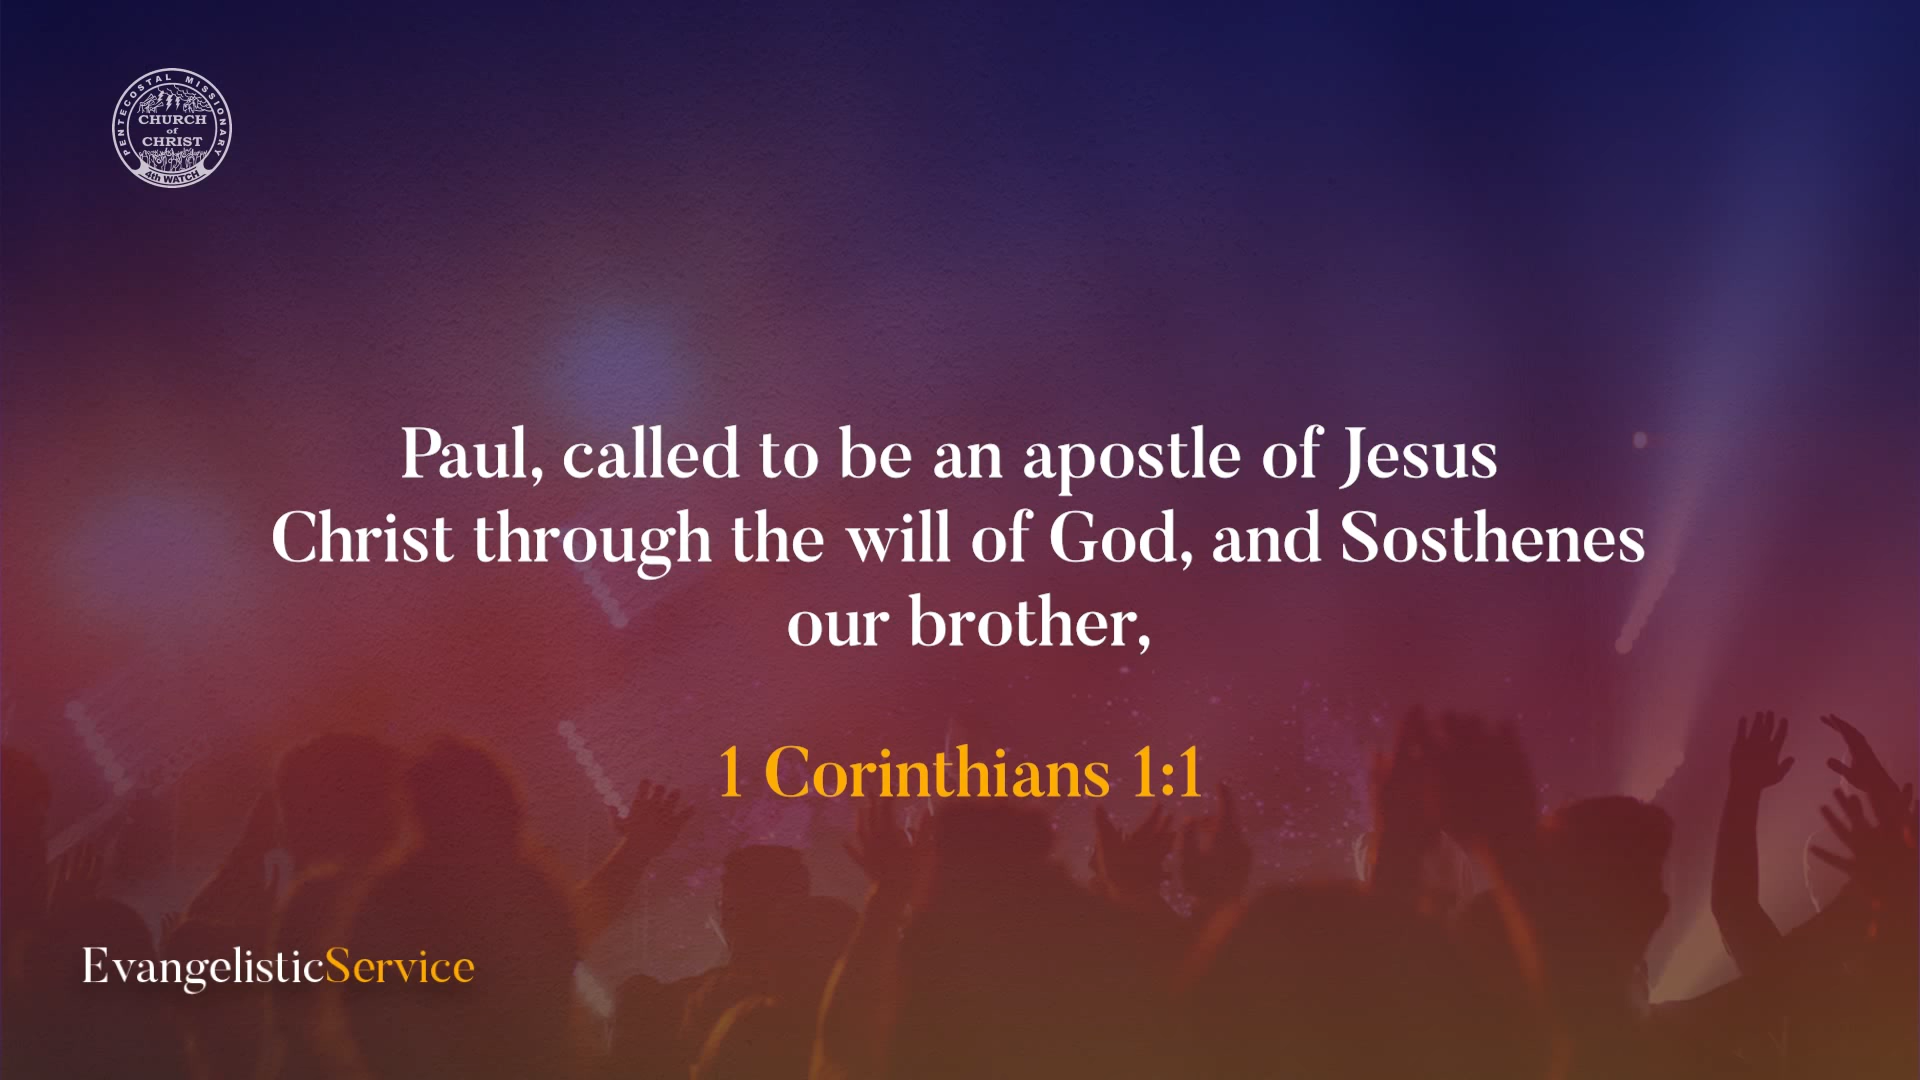 PENTECOSTAL MISSIONARY
CHURCH
of
CHRIST
4th WATCH
Paul, called to be an apostle of Jesus
Christ through the will of God, and Sosthenes
our brother,
1 Corinthians 1:1
EvangelisticService